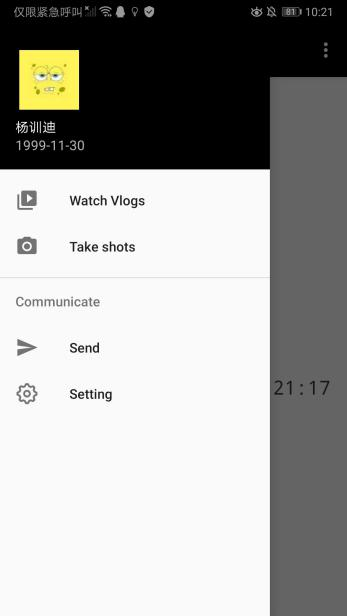 仅限紧急呼叫
81
10:21
杨训迪
1999-11-30
Watch Vlogs
Take shots
Communicate
Send
21:17
Setting